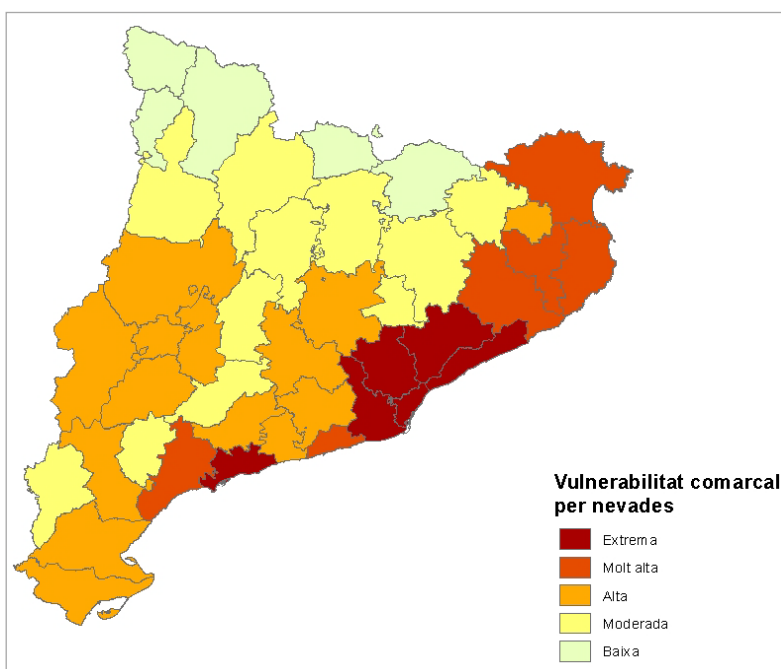 Vulnerabilitat comarcal
per nevades
Extrema
Molt alta
Alta
Moderada
Baixa